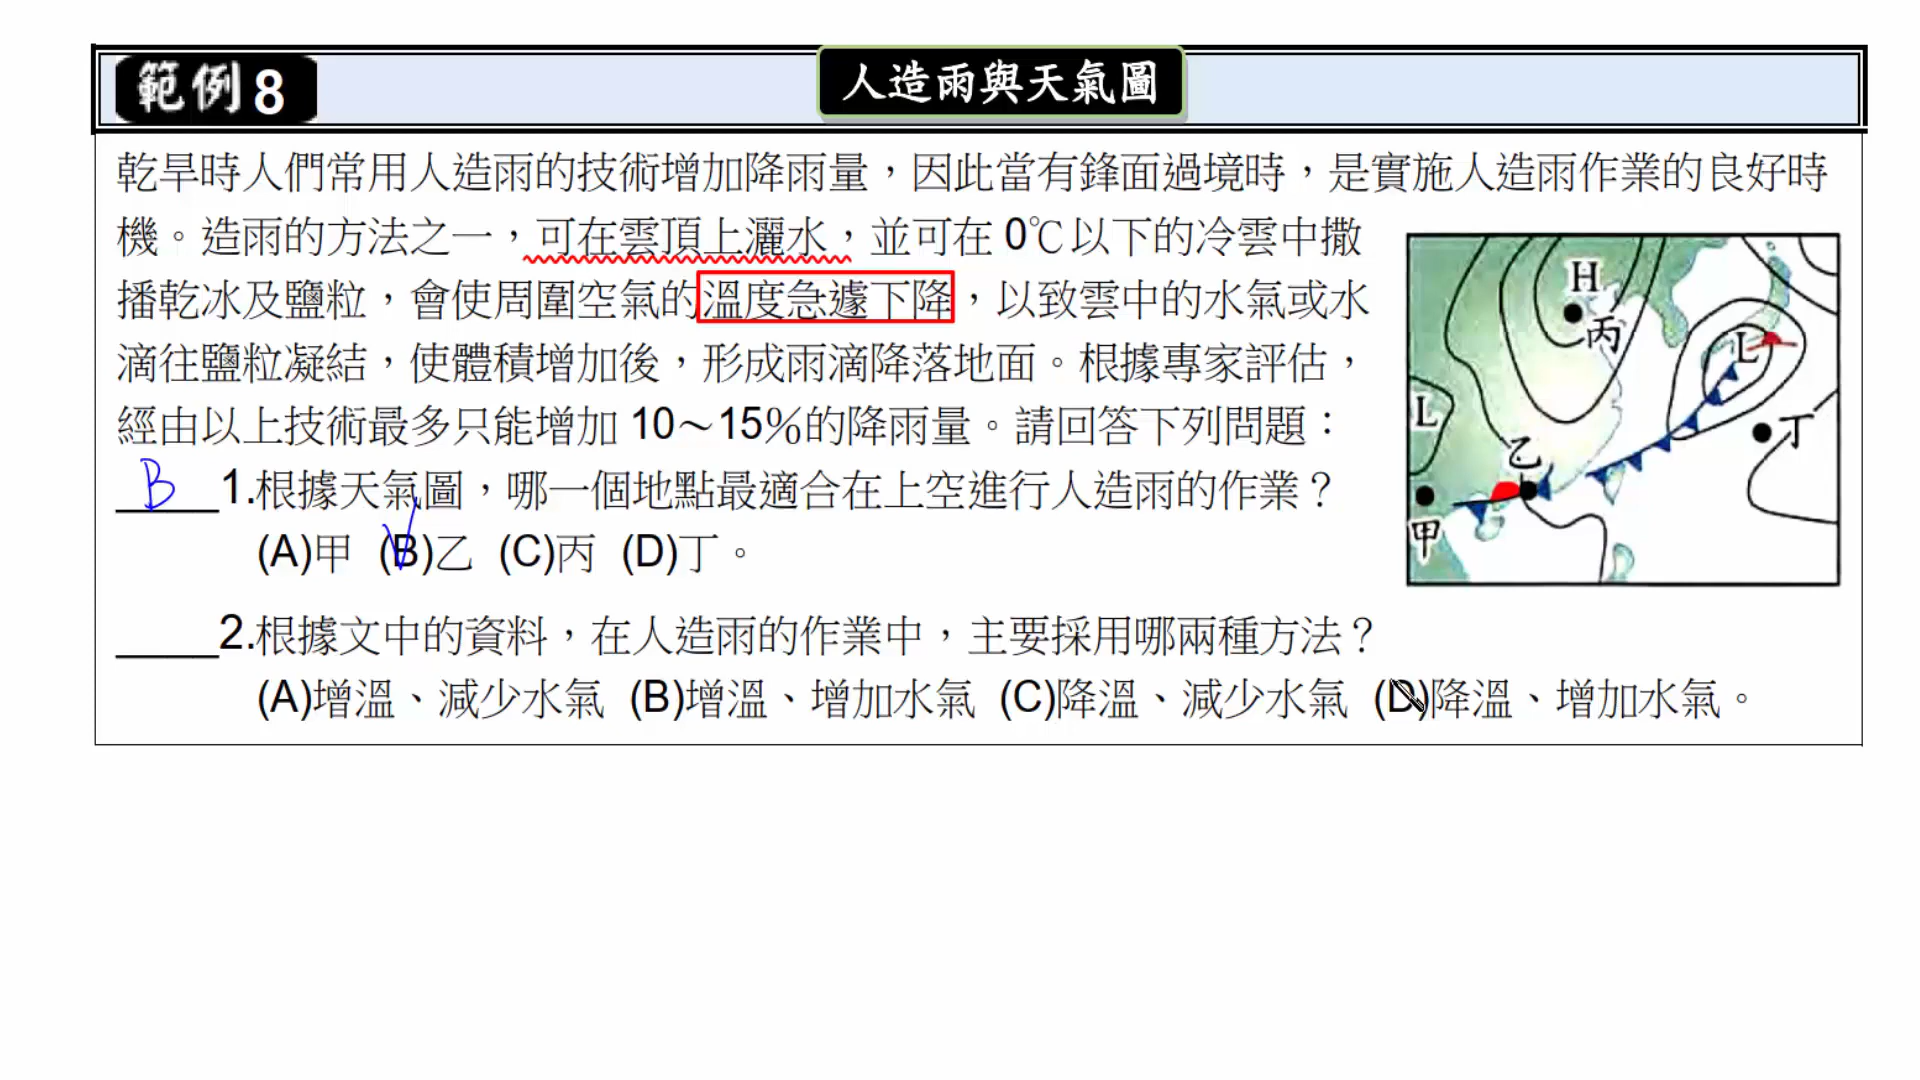 範例 8
人造雨與天氣圖
乾旱時人們常用人造雨的技術增加降雨量，因此當有鋒面過境時，是實施人造雨作業的良好時
機。造雨的方法之一，可在雲頂上灑水，並可在 0℃以下的冷雲中撒
播乾冰及鹽粒，會使周圍空氣的溫度急遽下降，以致雲中的水氣或水
滴往鹽粒凝結，使體積增加後，形成雨滴降落地面。根據專家評估，
經由以上技術最多只能增加 10～15%的降雨量。請回答下列問題：
B 1.根據天氣圖，哪一個地點最適合在上空進行人造雨的作業？
(A)甲 (B)乙 (C)丙 (D)丁。
2.根據文中的資料，在人造雨的作業中，主要採用哪兩種方法？
(A)增溫、減少水氣 (B)增溫、增加水氣 (C)降溫、減少水氣 (D)降溫、增加水氣。
H
丙
L
L
丁
乙
甲